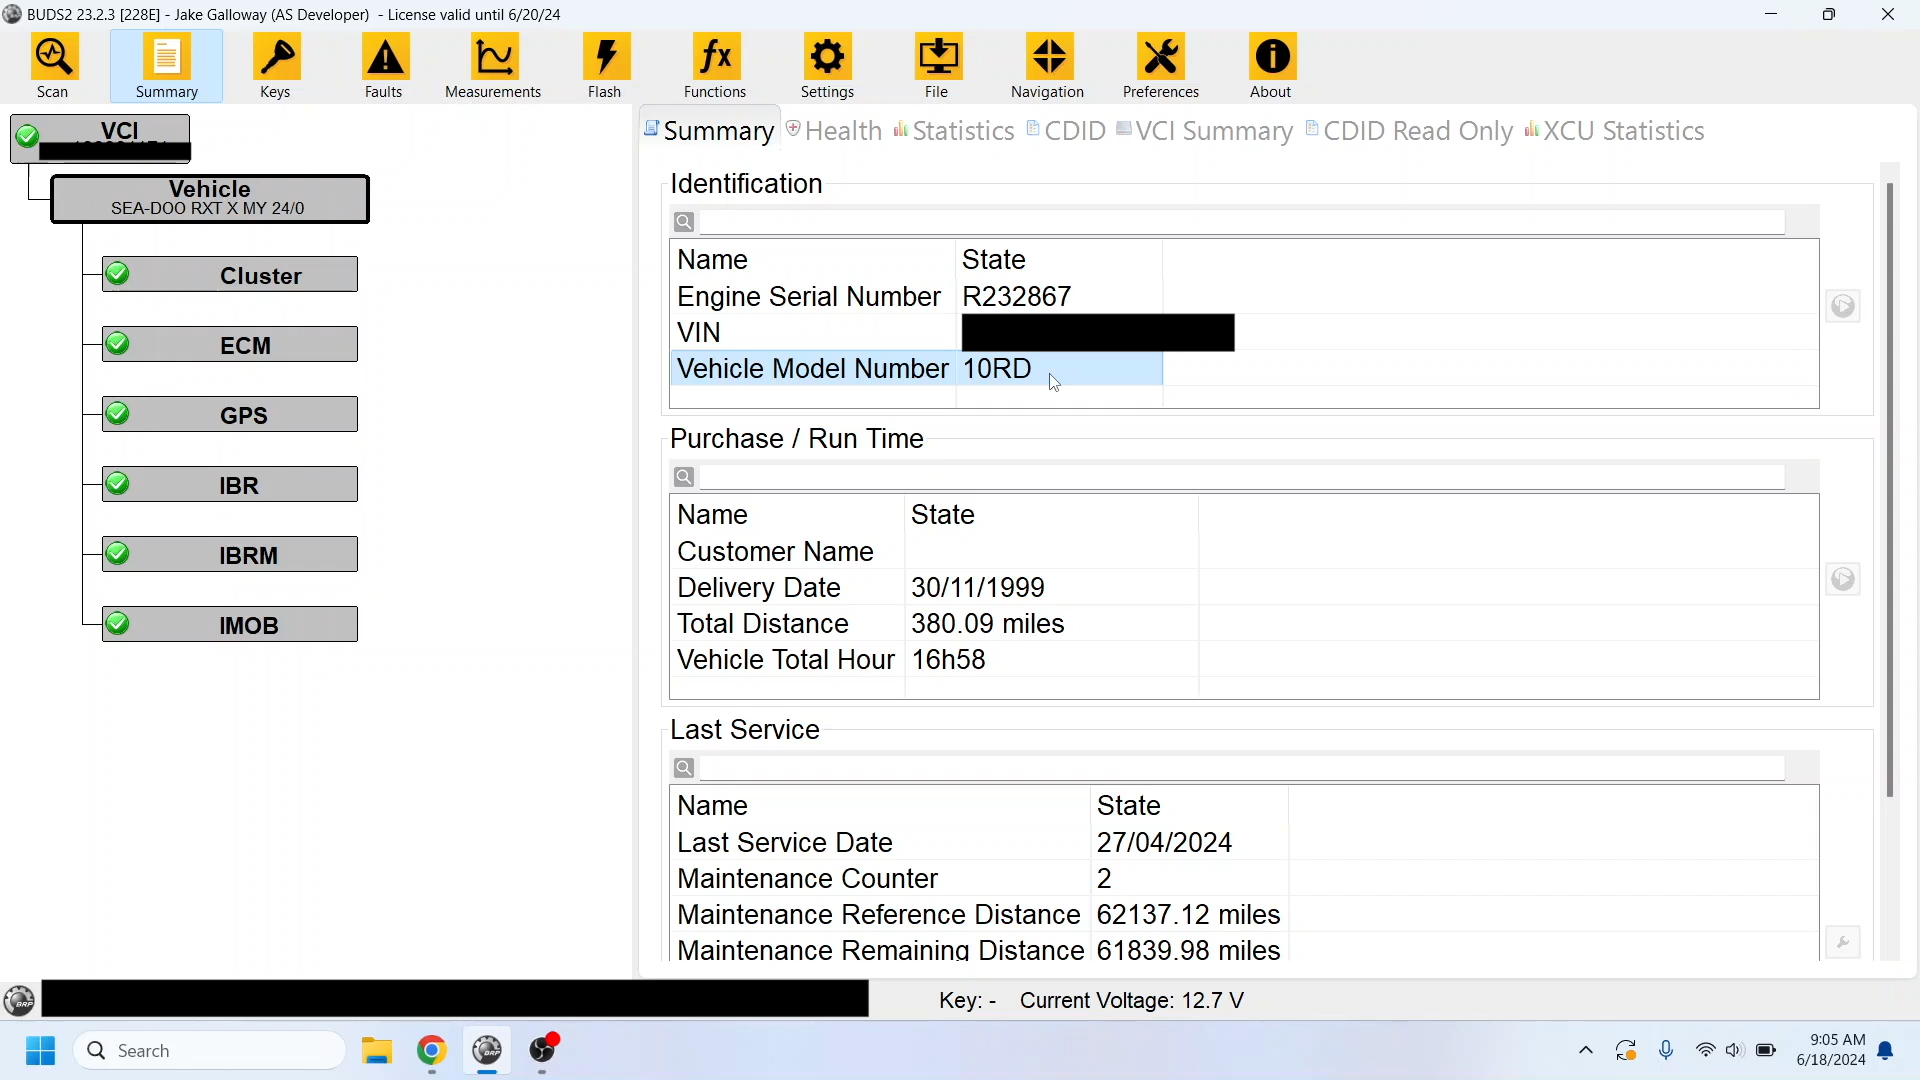 BUDS2 23.2.3 [228E] - Jake Galloway (AS Developer) - License valid until 6/20/24
Scan Summary Keys Faults Measurements Flash fx Functions Settings File Navigation Preferences About
VCI
Vehicle
SEA-DOO RXT X MY 24/0
Cluster
ECM
GPS
IBR
IBRM
IMOB
Summary Health Statistics CDID VCI Summary CDID Read Only XCU Statistics
Identification
Name State
Engine Serial Number R232867
VIN
Vehicle Model Number 10RD
Purchase / Run Time
Name State
Customer Name
Delivery Date 30/11/1999
Total Distance 380.09 miles
Vehicle Total Hour 16h58
Last Service
Name State
Last Service Date 27/04/2024
Maintenance Counter 2
Maintenance Reference Distance 62137.12 miles
Maintenance Remaining Distance 61839.98 miles
BRP Key: - Current Voltage: 12.7 V
Search BRP 9:05 AM
6/18/2024